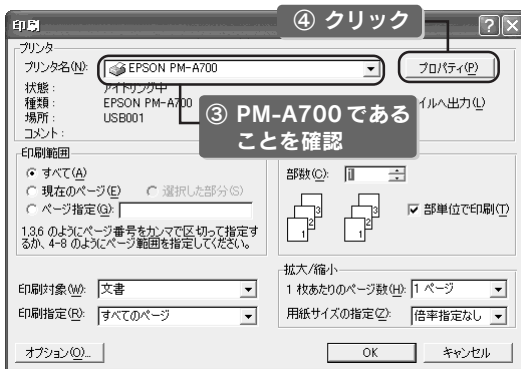 印刷
④ クリック
プリンタ
プリンタ名(N):
EPSON PM-A700
プロパティ(P)
状態:
アイドリング中
種類:
EPSON PM-A700
場所:
USB001
コメント:
イルへ出力(L)
③ PM-A700である
ことを確認
印刷範囲
すべて(A)
現在のページ(E)
選択した部分(S)
ページ指定(G):
1,3,6 のようにページ番号をカンマで区切って指定す
るか、4-8 のようにページ範囲を指定してください。
部数(C):
1
部単位で印刷(T)
印刷対象(W):
文書
印刷指定(R):
すべてのページ
拡大/縮小
1 枚あたりのページ数(H):
1 ページ
用紙サイズの指定(Z):
倍率指定なし
オプション(O)...
OK
キャンセル